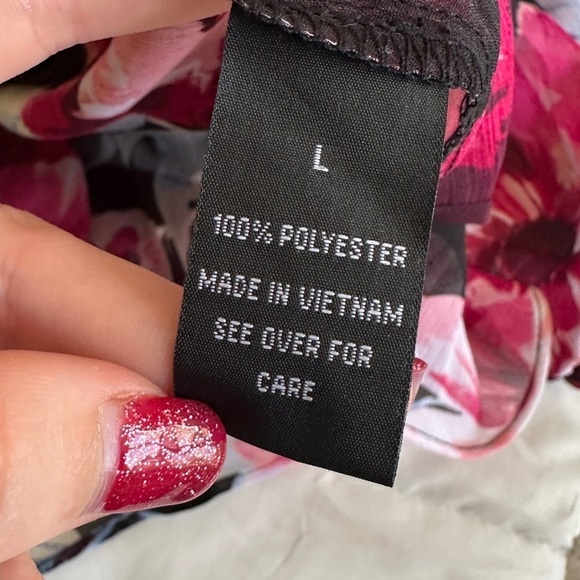 L
100% POLYESTER
MADE IN VIETNAM
SEE OVER FOR
CARE